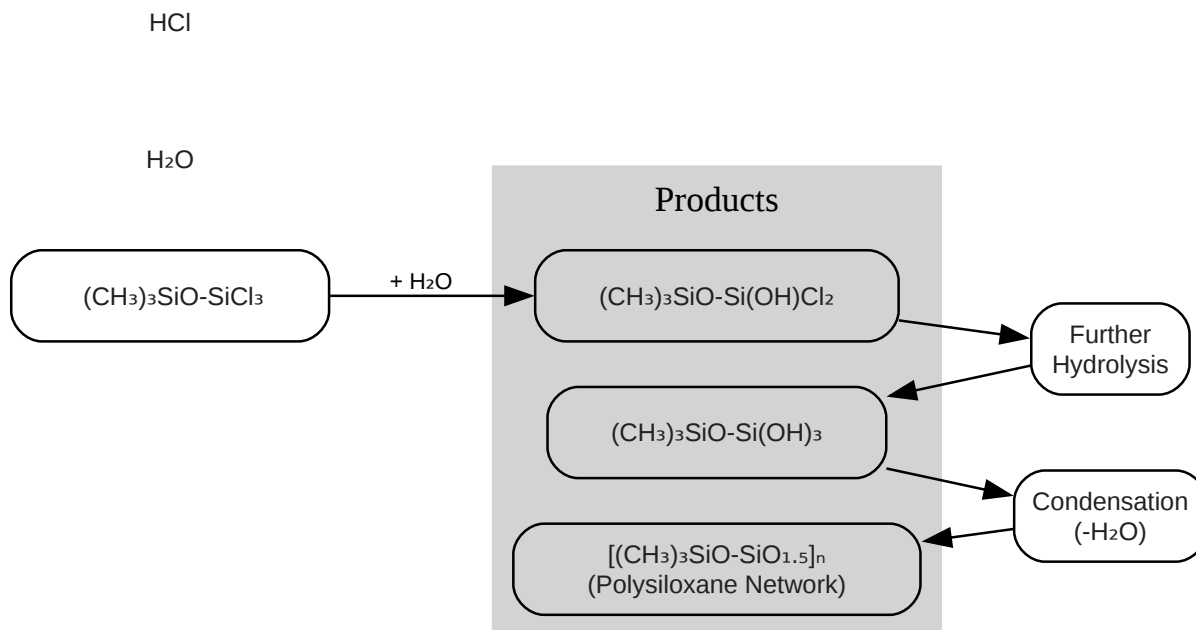 HCl
H₂O
Products
(CH₃)₃SiO-SiCl₃
+ H₂O
(CH₃)₃SiO-Si(OH)Cl₂
Further
Hydrolysis
(CH₃)₃SiO-Si(OH)₃
Condensation
(-H₂O)
[(CH₃)₃SiO-SiO₁.₅]ₙ
(Polysiloxane Network)